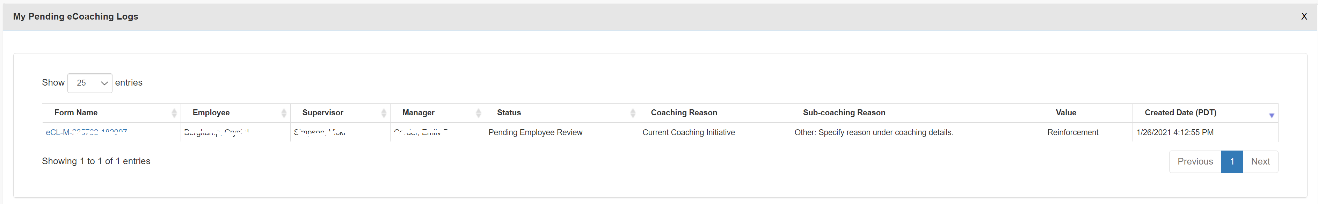 My Pending eCoaching Logs X
Show 25 entries
Form Name Employee Supervisor Manager Status Coaching Reason Sub-coaching Reason Value Created Date (PDT)
Pending Employee Review Current Coaching Initiative Other: Specify reason under coaching details. Reinforcement 1/26/2021 4:12:55 PM
Showing 1 to 1 of 1 entries Previous 1 Next